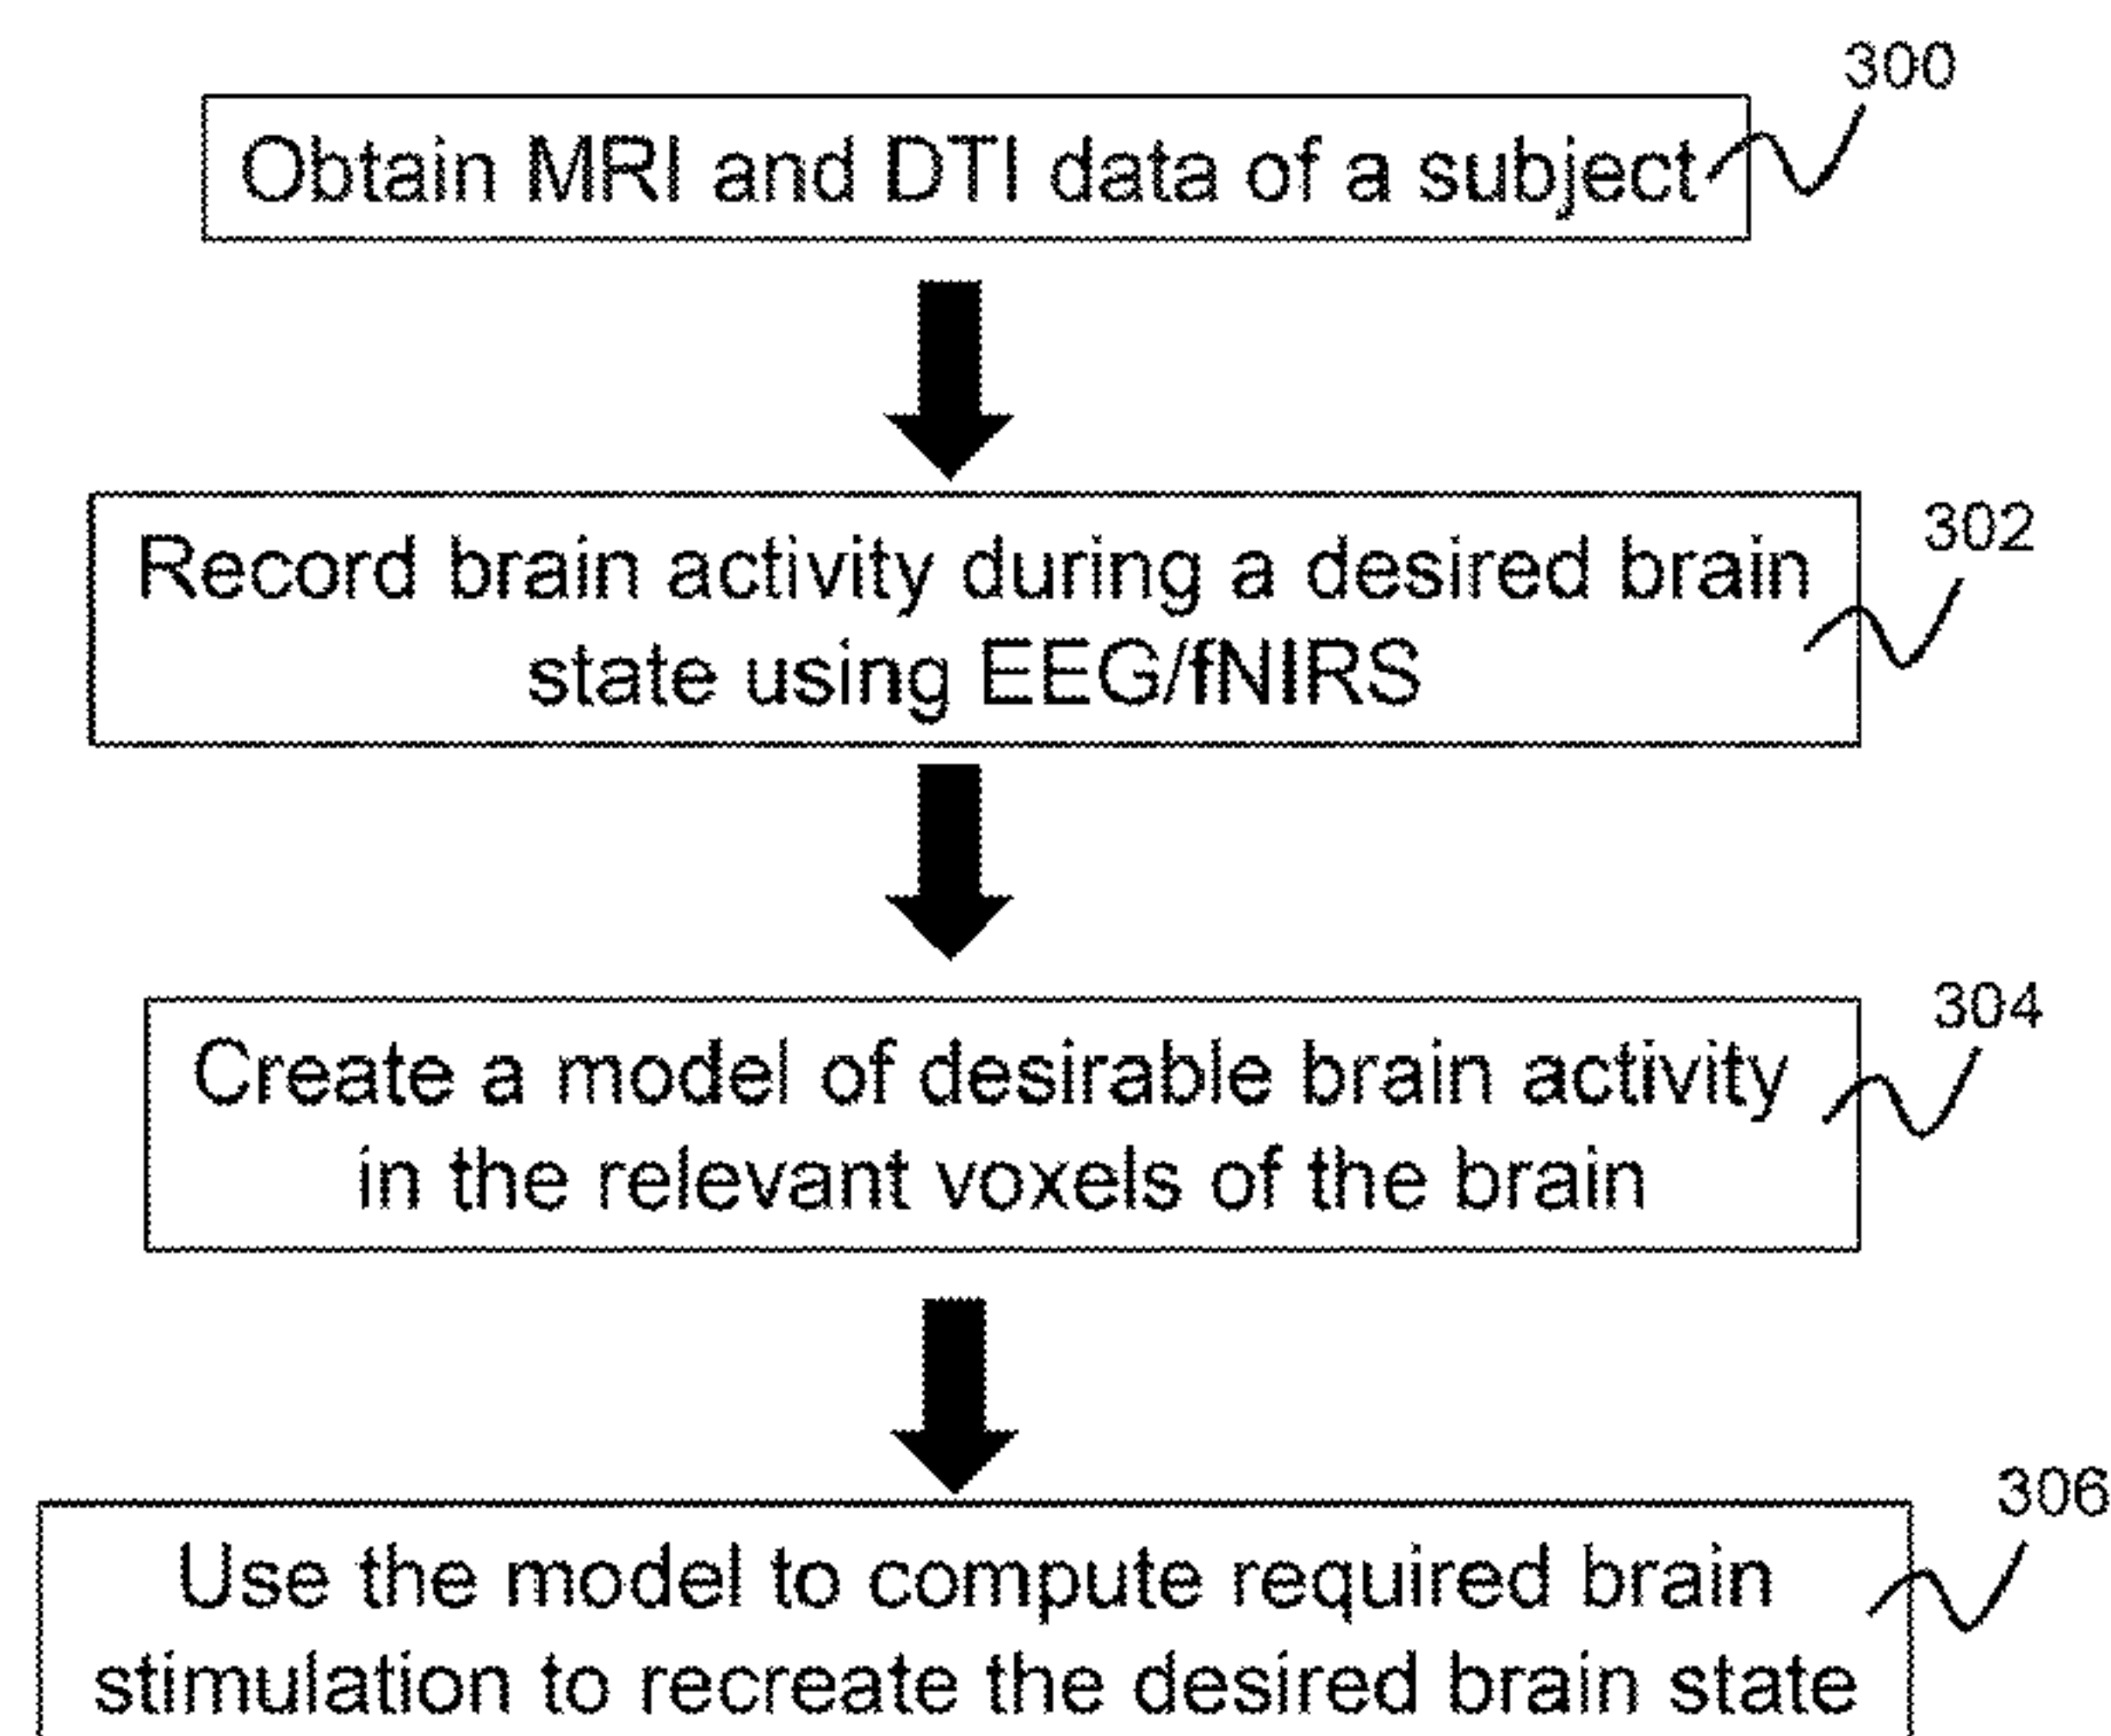 300
Obtain MRI and DTI data of a subject
302
Record brain activity during a desired brain
state using EEG/fNIRS
304
Create a model of desirable brain activity
in the relevant voxels of the brain
306
Use the model to compute required brain
stimulation to recreate the desired brain state